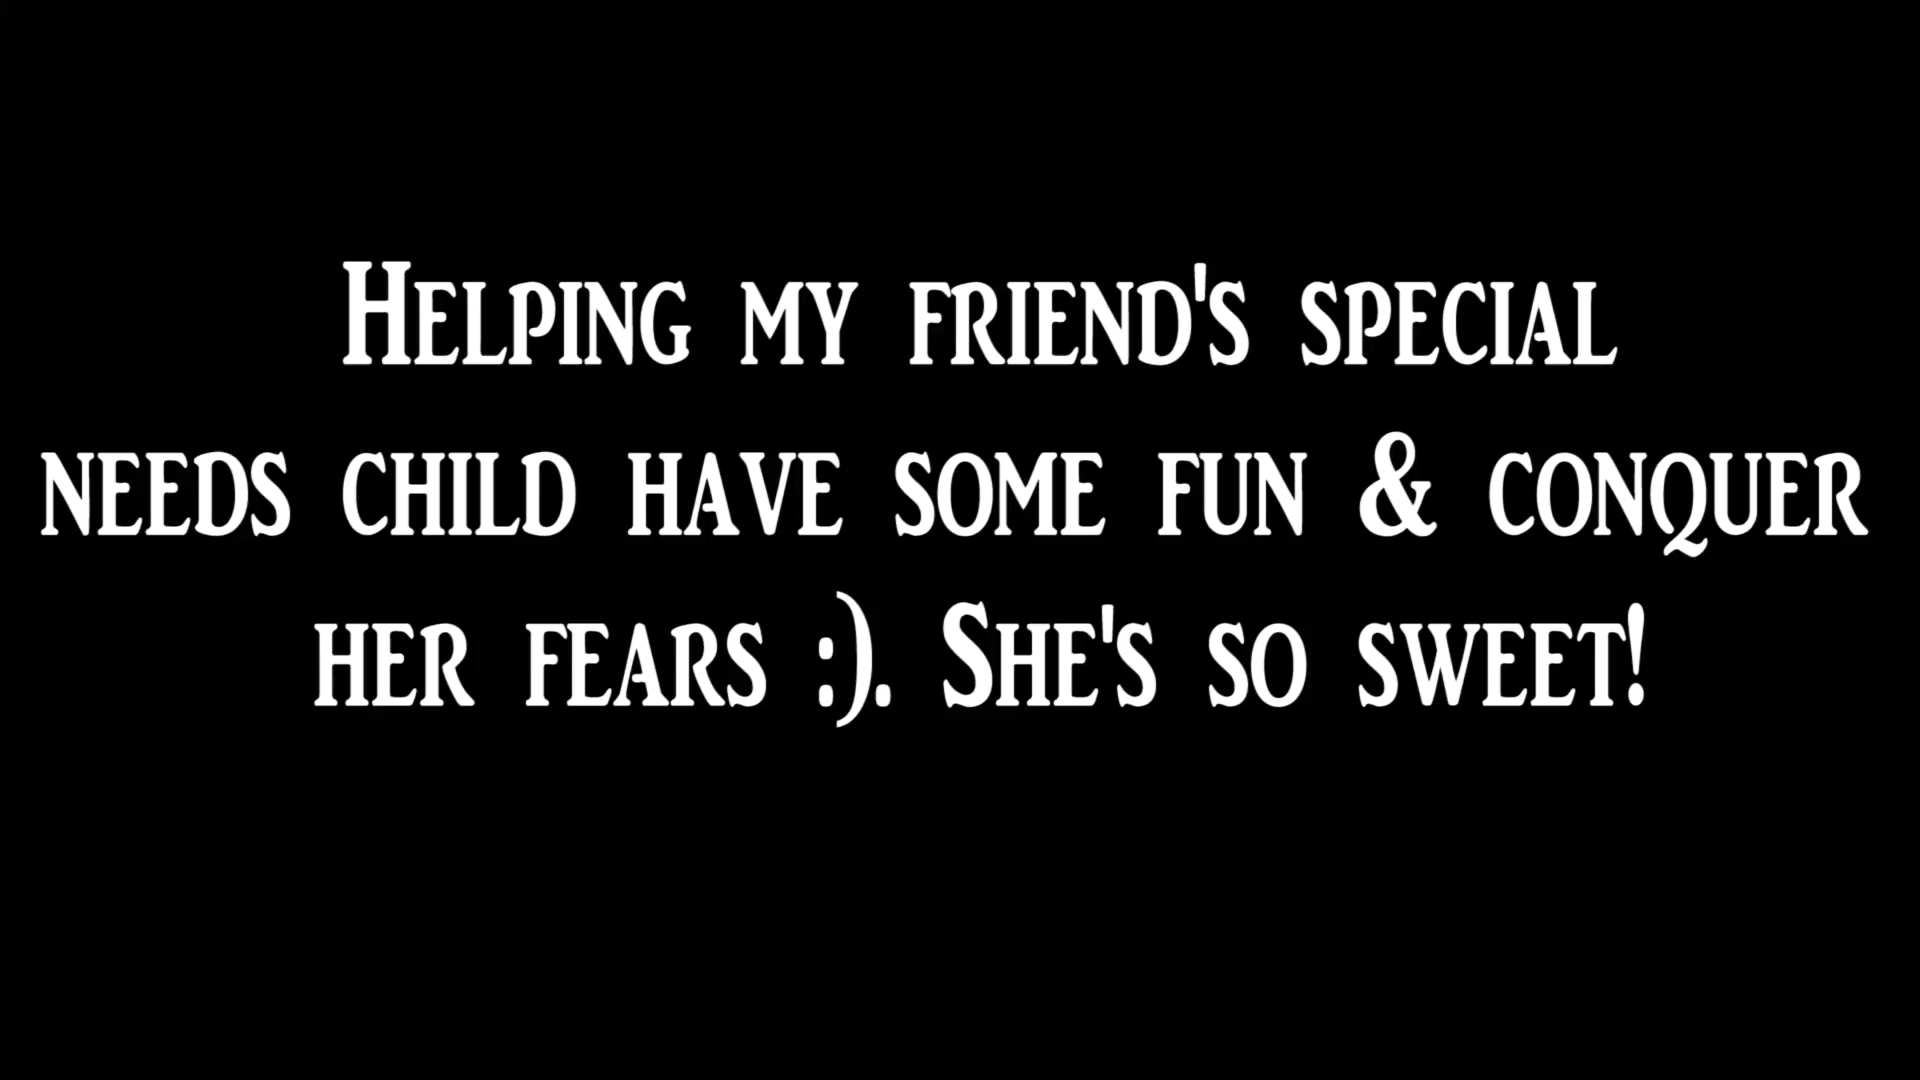 Helping my friend's special
needs child have some fun & conquer
her fears :). She's so sweet!